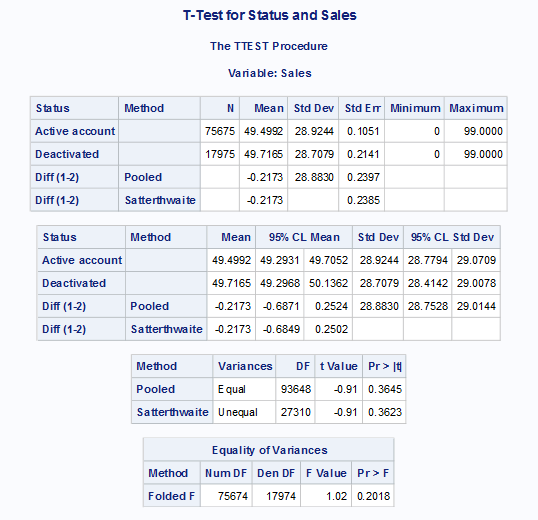 T-Test for Status and Sales
The TTEST Procedure
Variable: Sales
Status Method N Mean Std Dev Std Err Minimum Maximum
Active account 75675 49.4992 28.9244 0.1051 0 99.0000
Deactivated 17975 49.7165 28.7079 0.2141 0 99.0000
Diff (1-2) Pooled -0.2173 28.8830 0.2397
Diff (1-2) Satterthwaite -0.2173 0.2385
Status Method Mean 95% CL Mean Std Dev 95% CL Std Dev
Active account 49.4992 49.2931 49.7052 28.9244 28.7794 29.0709
Deactivated 49.7165 49.2968 50.1362 28.7079 28.4142 29.0078
Diff (1-2) Pooled -0.2173 -0.6871 0.2524 28.8830 28.7528 29.0144
Diff (1-2) Satterthwaite -0.2173 -0.6849 0.2502
Method Variances DF t Value Pr > |t|
Pooled Equal 93648 -0.91 0.3645
Satterthwaite Unequal 27310 -0.91 0.3623
Equality of Variances
Method Num DF Den DF F Value Pr > F
Folded F 75674 17974 1.02 0.2018